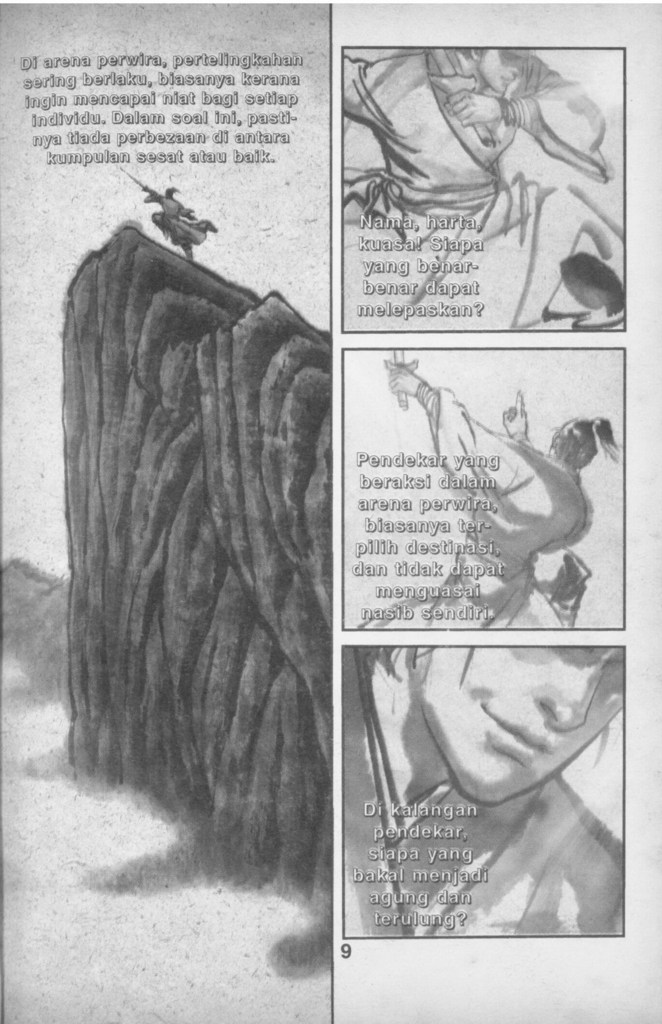 Di arena perwira, pertelingkahan
sering berlaku, biasanya kerana
ingin mencapai niat bagi setiap
individu. Dalam soal ini, pasti-
nya tiada perbezaan di antara
kumpulan sesat atau baik.
Nama, harta,
kuasa! Siapa
yang benar-
benar dapat
melepaskan?
Pendekar yang
beraksi dalam
arena perwira,
biasanya ter-
pilih destinasi,
dan tidak dapat
menguasai
nasib sendiri.
Di kalangan
pendekar,
siapa yang
bakal menjadi
agung dan
terulung?
9